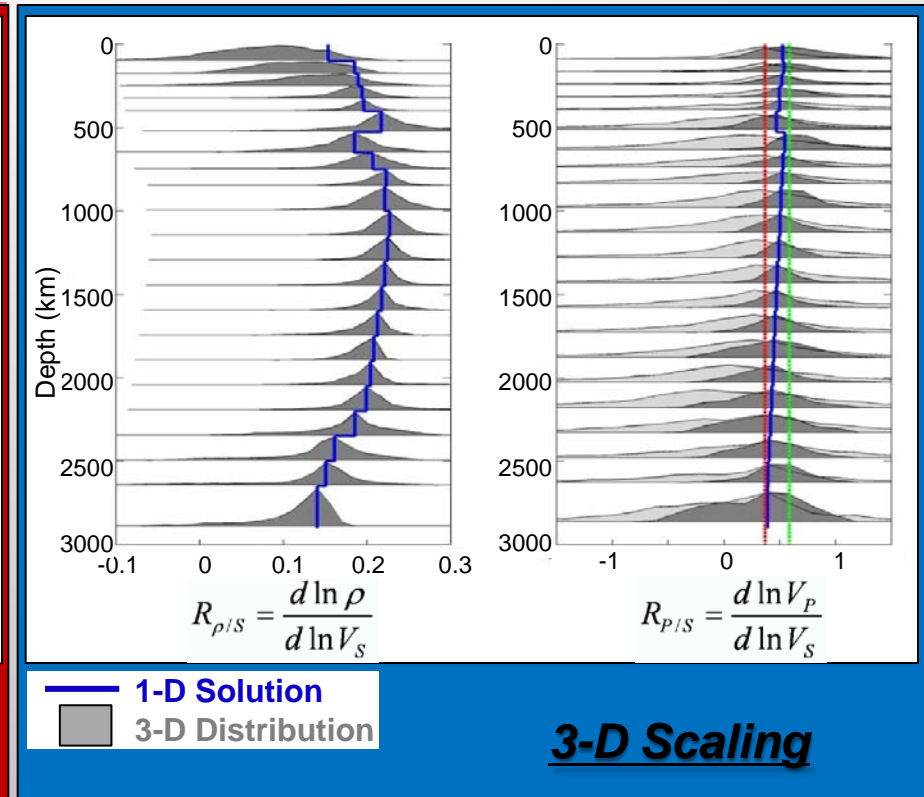 0
500
1000
1500
2000
2500
3000
Depth (km)
-0.1 0 0.1 0.2 0.3
R_{ρ/S} = \frac{d \ln ρ}{d \ln V_S}
0
500
1000
1500
2000
2500
3000
-1 0 1
R_{P/S} = \frac{d \ln V_P}{d \ln V_S}
1-D Solution
3-D Distribution
3-D Scaling